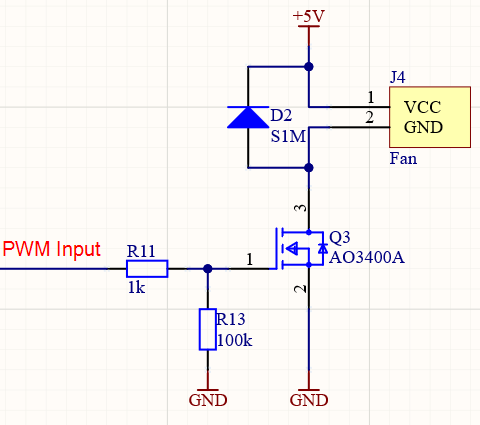 +5V
J4
1
VCC
2
GND
Fan
D2
S1M
3
Q3
AO3400A
1
2
PWM Input
R11
1k
R13
100k
GND
GND